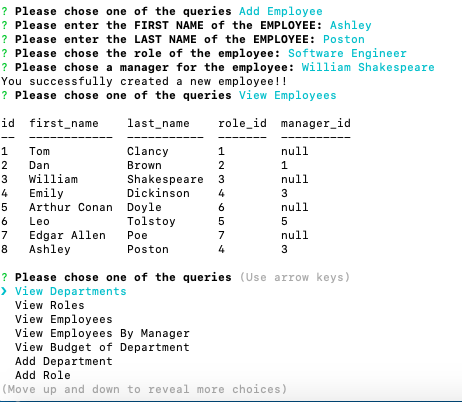 ? Please chose one of the queries Add Employee
? Please enter the FIRST NAME of the EMPLOYEE: Ashley
? Please enter the LAST NAME of the EMPLOYEE: Poston
? Please chose the role of the employee: Software Engineer
? Please chose a manager for the employee: William Shakespeare
You successfully created a new employee!!
? Please chose one of the queries View Employees
id first_name last_name role_id manager_id
-- ------------ ----------- ------- ----------
1 Tom Clancy 1 null
2 Dan Brown 2 1
3 William Shakespeare 3 null
4 Emily Dickinson 4 3
5 Arthur Conan Doyle 6 null
6 Leo Tolstoy 5 5
7 Edgar Allen Poe 7 null
8 Ashley Poston 4 3
? Please chose one of the queries (Use arrow keys)
❯ View Departments
View Roles
View Employees
View Employees By Manager
View Budget of Department
Add Department
Add Role
(Move up and down to reveal more choices)